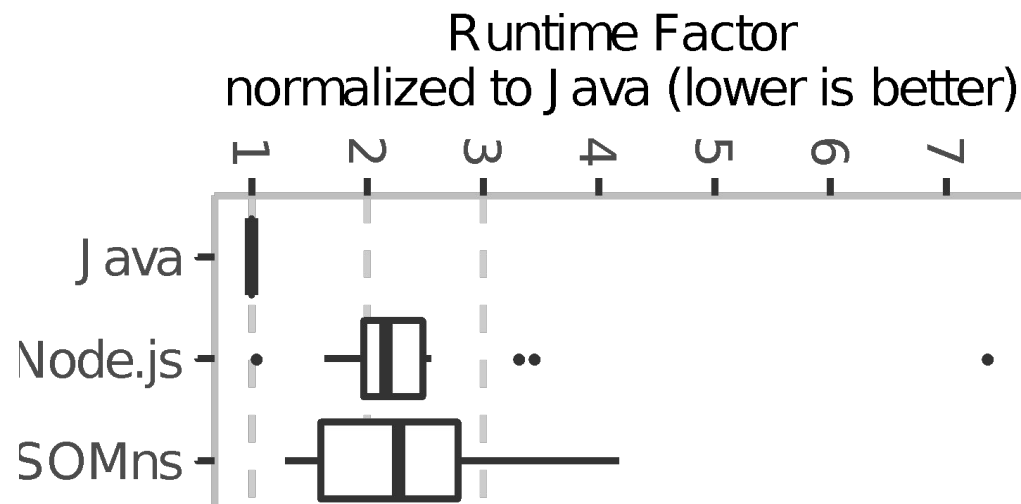 Runtime Factor
normalized to Java (lower is better)
1 2 3 4 5 6 7
Java
Node.js
SOMns